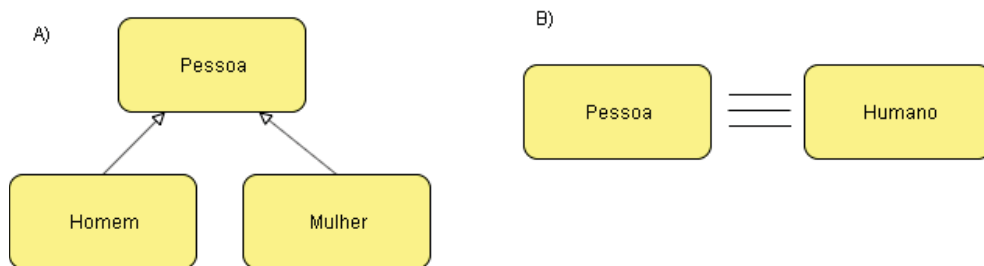 A)
Pessoa
Homem
Mulher
B)
Pessoa
Humano